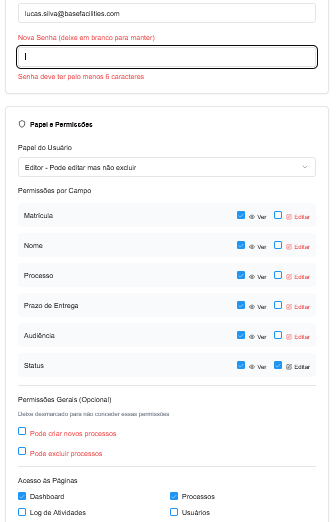 lucas.silva@basefacilities.com
Nova Senha (deixe em branco para manter)
Senha deve ter pelo menos 6 caracteres
Papel e Permissões
Papel do Usuário
Editor - Pode editar mas não excluir
Permissões por Campo
Matrícula Ver Editar
Nome Ver Editar
Processo Ver Editar
Prazo de Entrega Ver Editar
Audiência Ver Editar
Status Ver Editar
Permissões Gerais (Opcional)
Deixe desmarcado para não conceder essas permissões
Pode criar novos processos
Pode excluir processos
Acesso às Páginas
Dashboard Processos
Log de Atividades Usuários